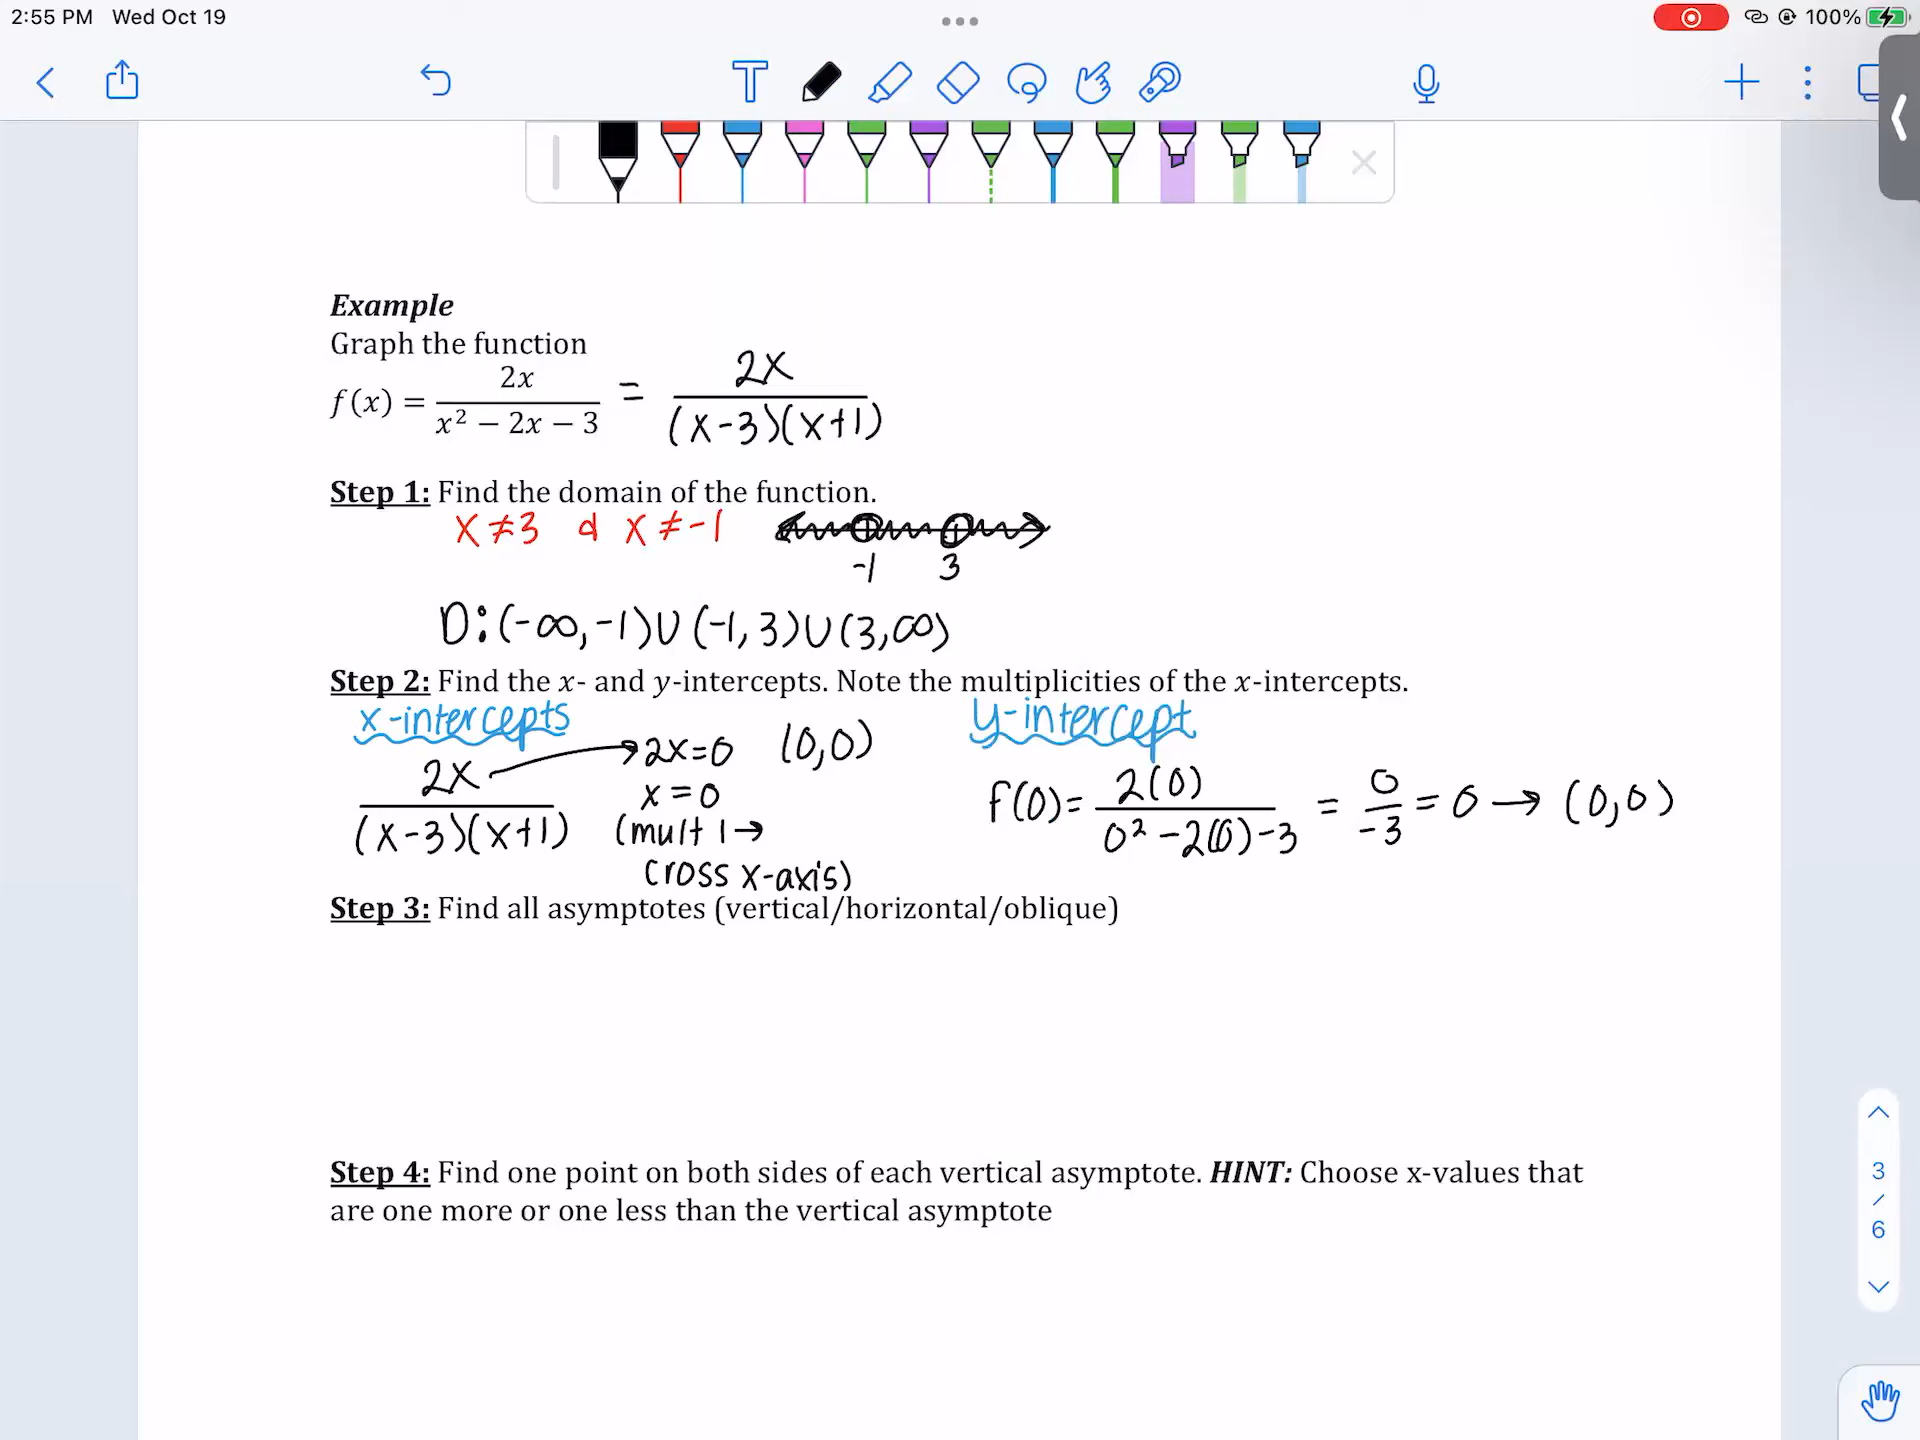 2:55 PM Wed Oct 19
100%
Example
Graph the function
f(x) = 2x / (x² − 2x − 3) = 2x / (x-3)(x+1)
Step 1: Find the domain of the function.
x≠3 & x≠-1
-1 3
D: (-∞,-1)∪(-1,3)∪(3,∞)
Step 2: Find the x- and y-intercepts. Note the multiplicities of the x-intercepts.
x-intercepts
2x / (x-3)(x+1)
2x=0 (0,0)
x=0
(mult 1→
cross x-axis)
y-intercept
f(0)= 2(0) / 0²-2(0)-3 = 0/-3 = 0 → (0,0)
Step 3: Find all asymptotes (vertical/horizontal/oblique)
Step 4: Find one point on both sides of each vertical asymptote. HINT: Choose x-values that
are one more or one less than the vertical asymptote
3
/
6